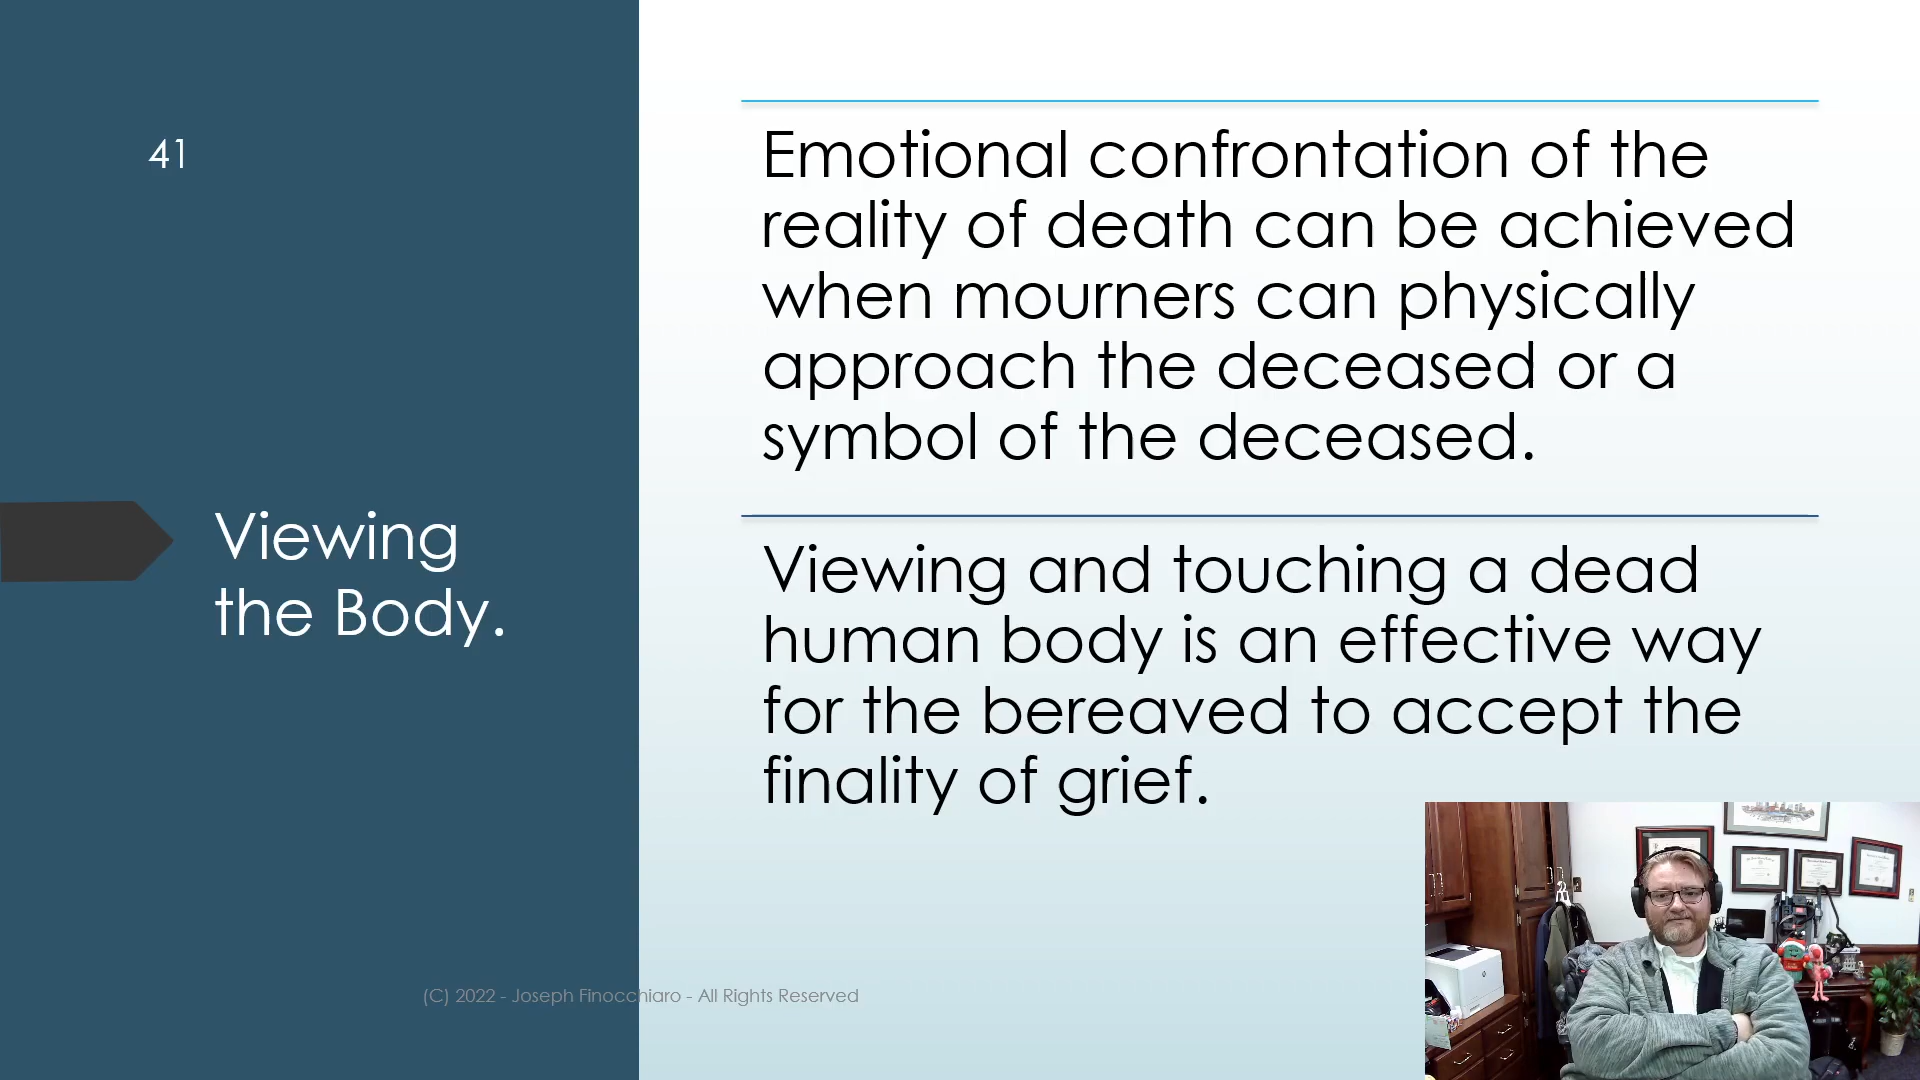 41
Viewing
the Body.
Emotional confrontation of the
reality of death can be achieved
when mourners can physically
approach the deceased or a
symbol of the deceased.
Viewing and touching a dead
human body is an effective way
for the bereaved to accept the
finality of grief.
(C) 2022 - Joseph Finocchiaro - All Rights Reserved